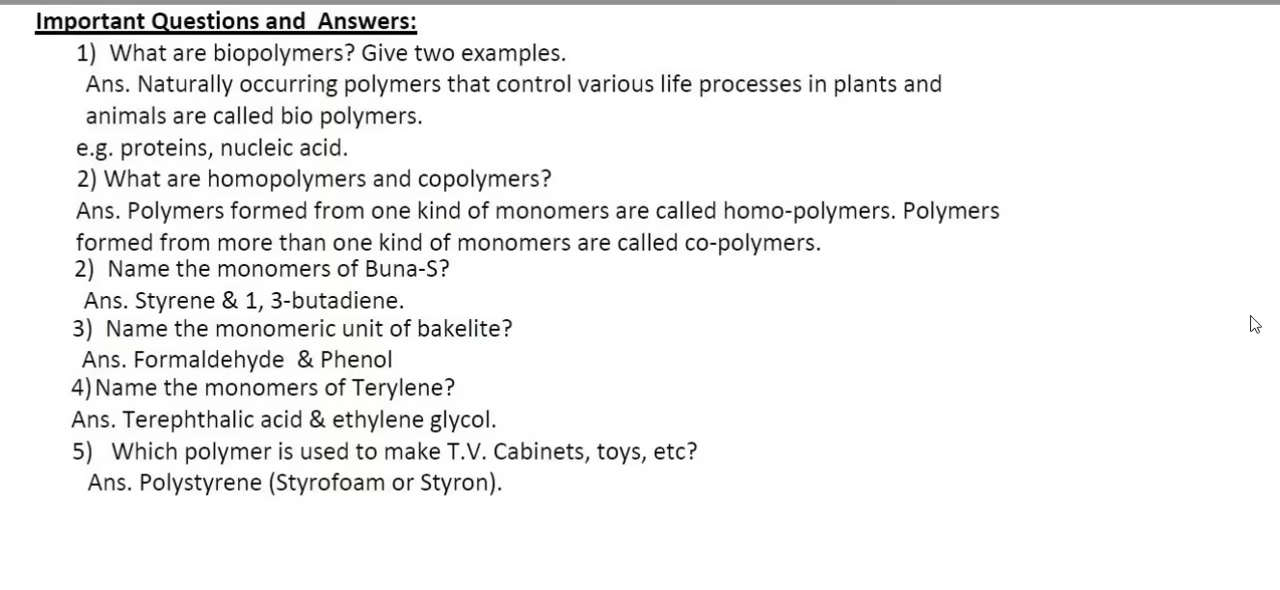 Important Questions and  Answers:
1)  What are biopolymers? Give two examples.
Ans. Naturally occurring polymers that control various life processes in plants and
animals are called bio polymers.
e.g. proteins, nucleic acid.
2) What are homopolymers and copolymers?
Ans. Polymers formed from one kind of monomers are called homo-polymers. Polymers
formed from more than one kind of monomers are called co-polymers.
2)  Name the monomers of Buna-S?
Ans. Styrene & 1, 3-butadiene.
3)  Name the monomeric unit of bakelite?
Ans. Formaldehyde  & Phenol
4) Name the monomers of Terylene?
Ans. Terephthalic acid & ethylene glycol.
5)   Which polymer is used to make T.V. Cabinets, toys, etc?
Ans. Polystyrene (Styrofoam or Styron).